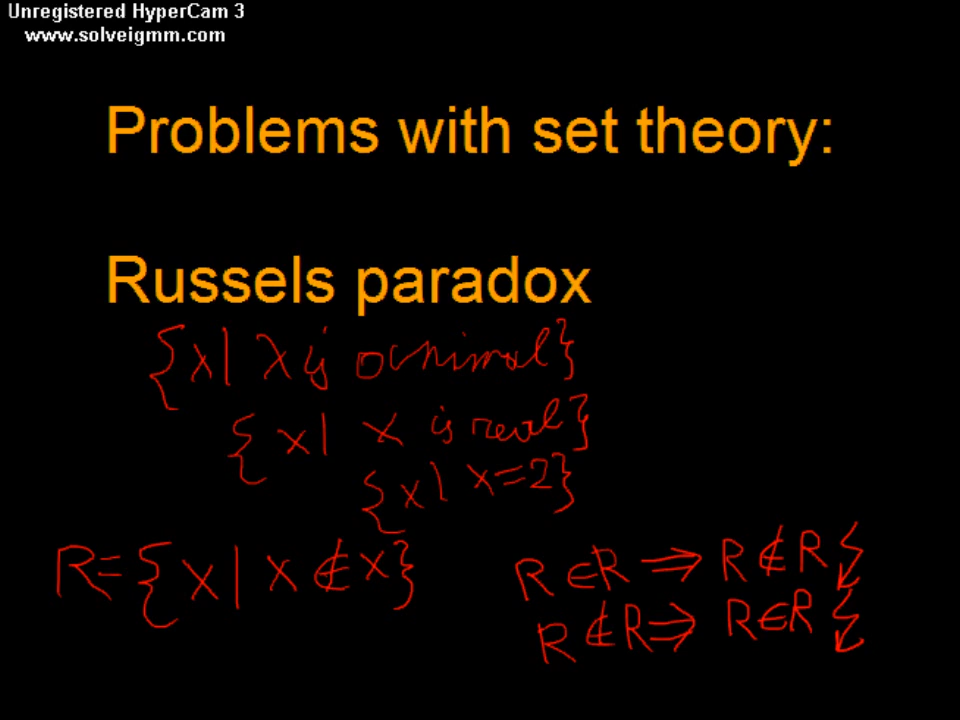 Unregistered HyperCam 3
www.solveigmm.com
Problems with set theory:
Russels paradox
{x| x is animal}
{x| x is real}
{x| x=2}
R={x| x∉x}
R∈R ⇒ R∉R ↯
R∉R ⇒ R∈R ↯